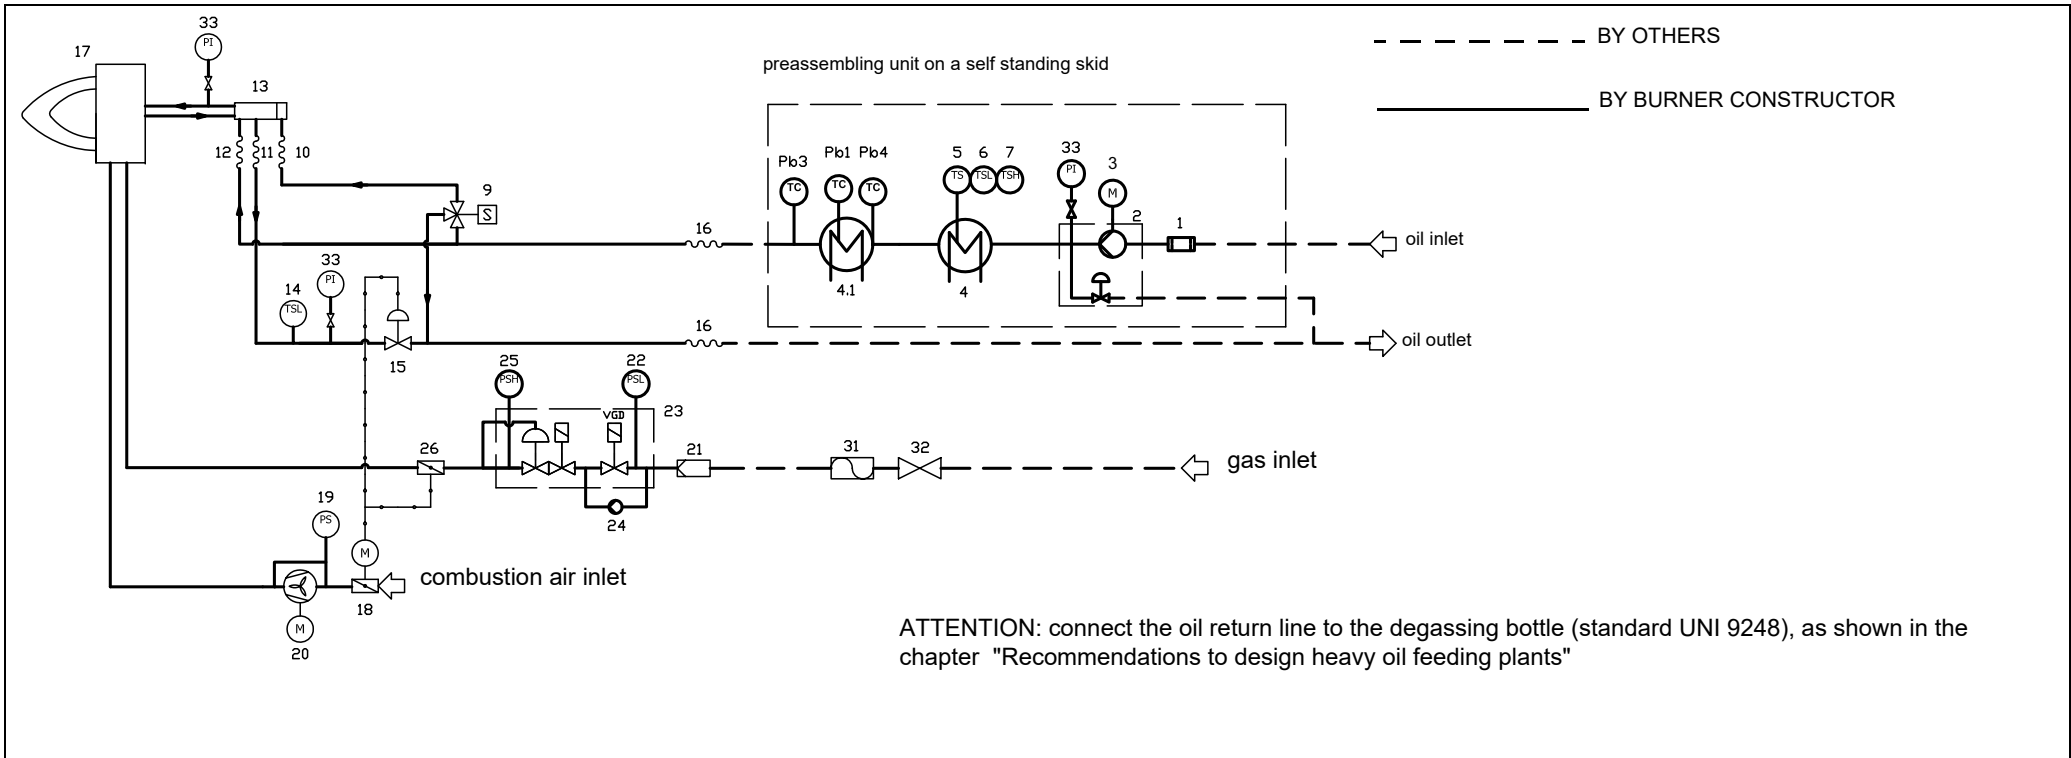 33
BY OTHERS
PI
17
preassembling unit on a self standing skid
13
BY BURNER CONSTRUCTOR
12
11
10
9
S
Pb3
Pb1
Pb4
5
6
7
33
3
TC
TC
TC
TS
TSL
TSH
PI
M
2
1
16
oil inlet
33
PI
14
TSL
4.1
4
16
oil outlet
15
25
22
PSH
PSL
VGD
23
26
21
31
32
gas inlet
19
PS
24
M
combustion air inlet
18
M
20
ATTENTION: connect the oil return line to the degassing bottle (standard UNI 9248), as shown in the
chapter "Recommendations to design heavy oil feeding plants"